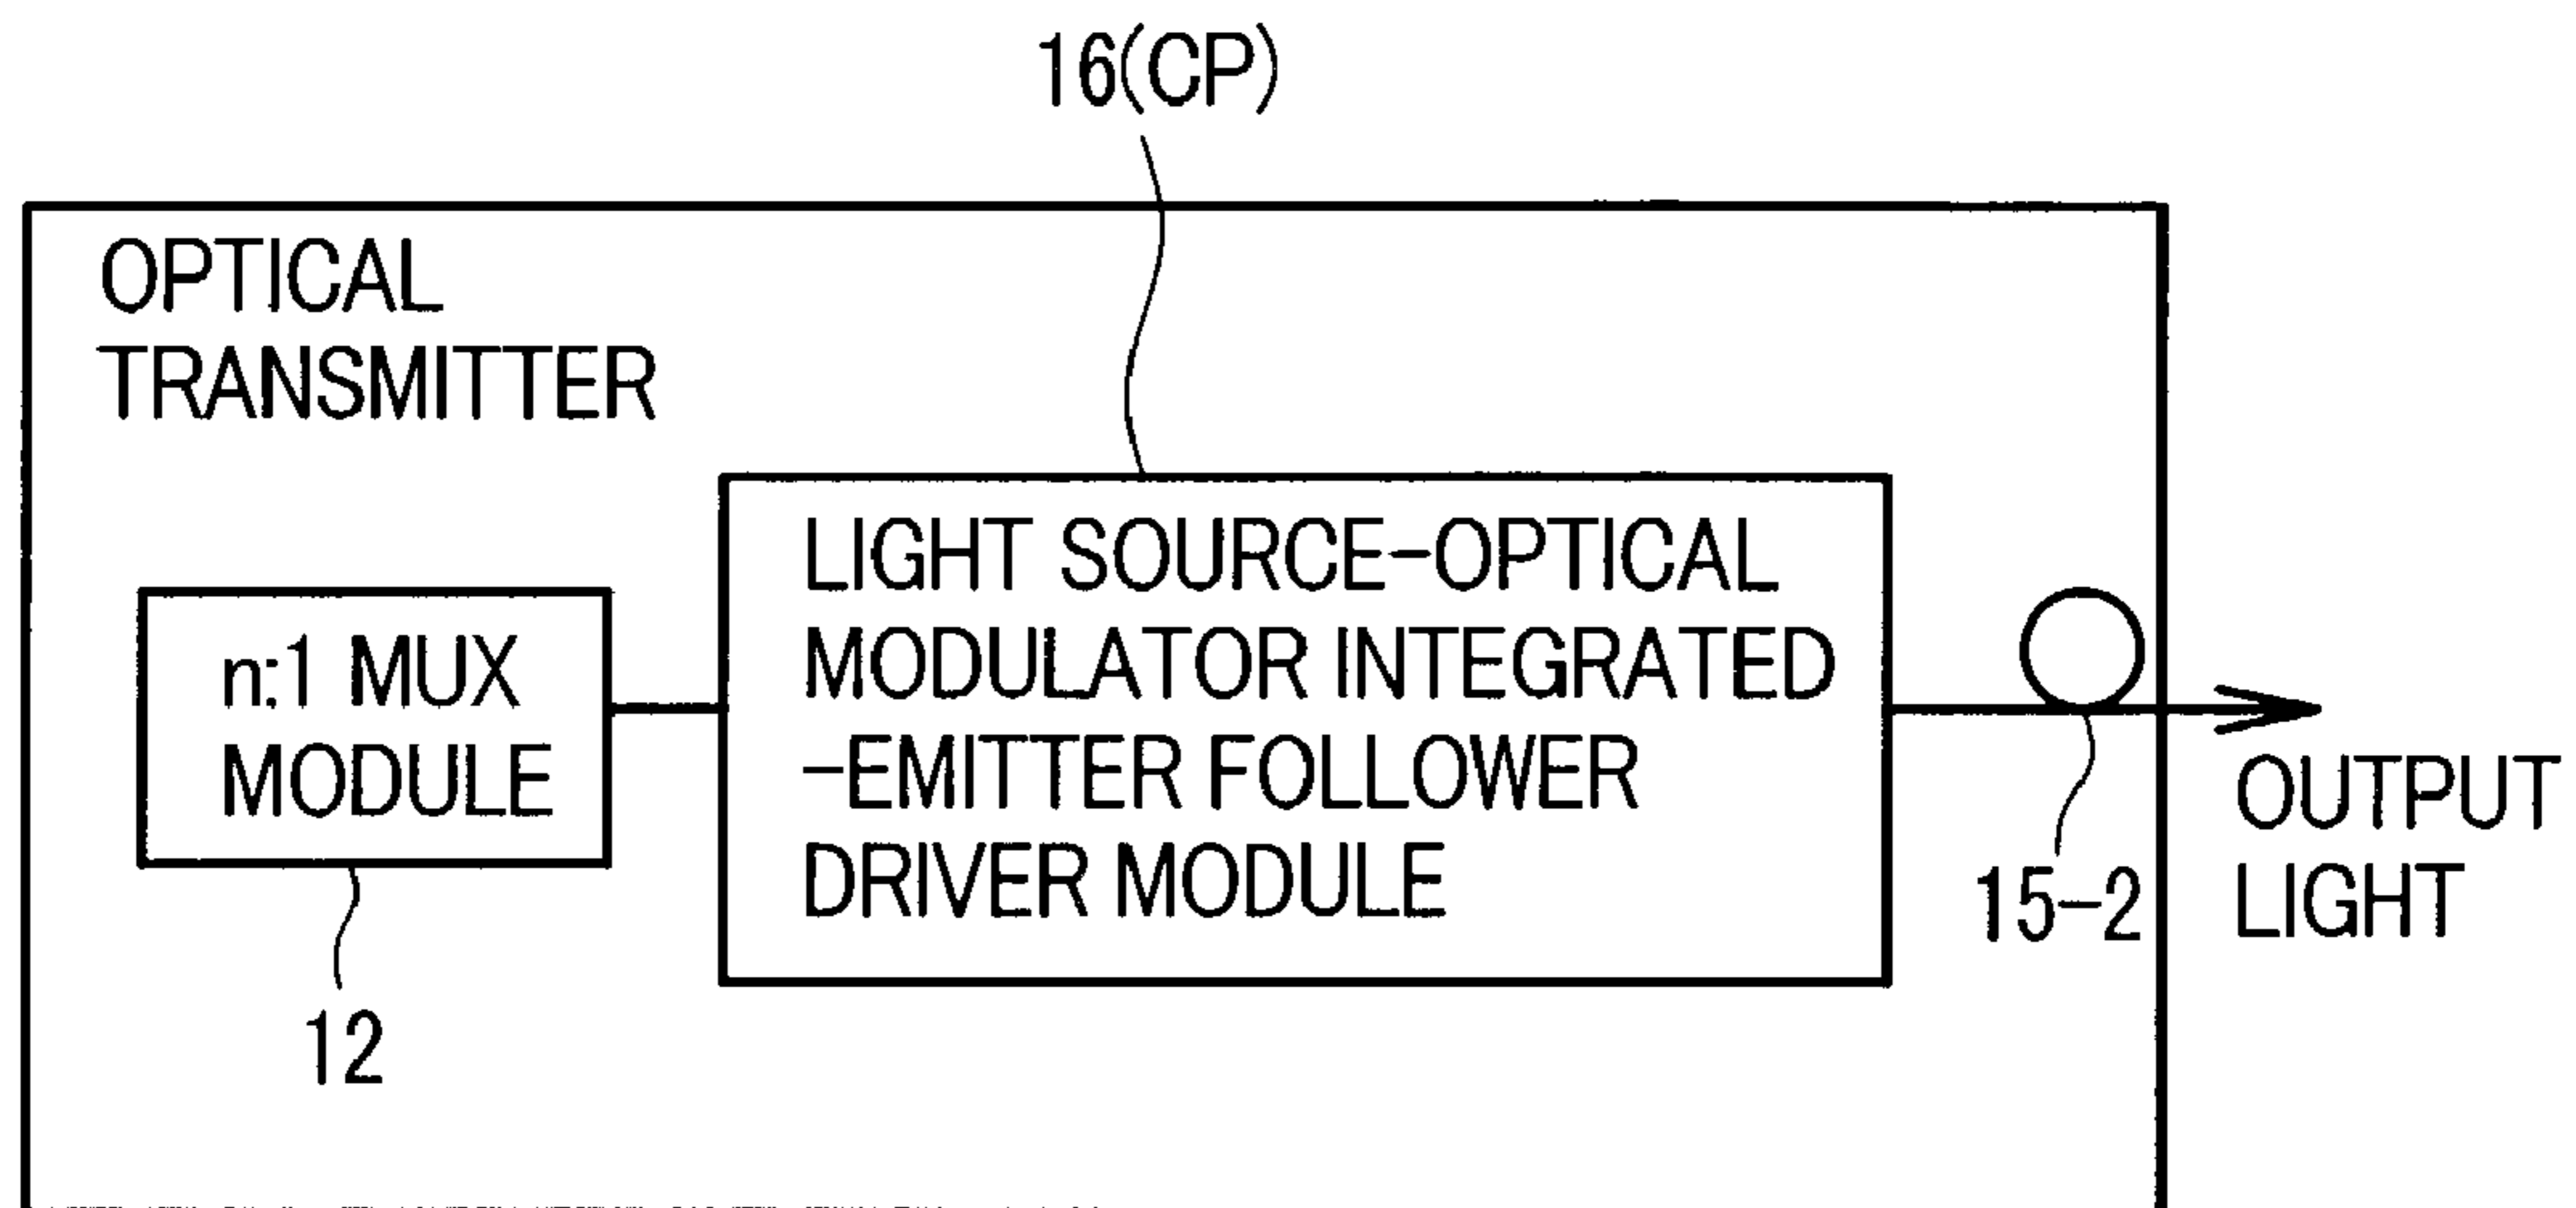 16(CP)
OPTICAL
TRANSMITTER
LIGHT SOURCE-OPTICAL
MODULATOR INTEGRATED
-EMITTER FOLLOWER
DRIVER MODULE
n:1 MUX
MODULE
12
15-2
OUTPUT
LIGHT